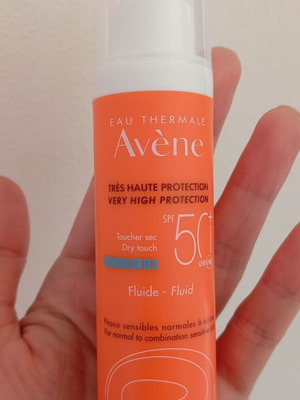 EAU THERMALE
Avène
TRÈS HAUTE PROTECTION
VERY HIGH PROTECTION
SPF
50+
Toucher sec
Dry touch
Fluide - Fluid
Peaux sensibles normales à
For normal to combination sensitive